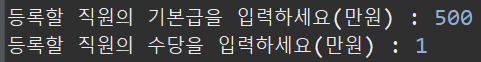 등록할 직원의 기본급을 입력하세요(만원) : 500
등록할 직원의 수당을 입력하세요(만원) : 1